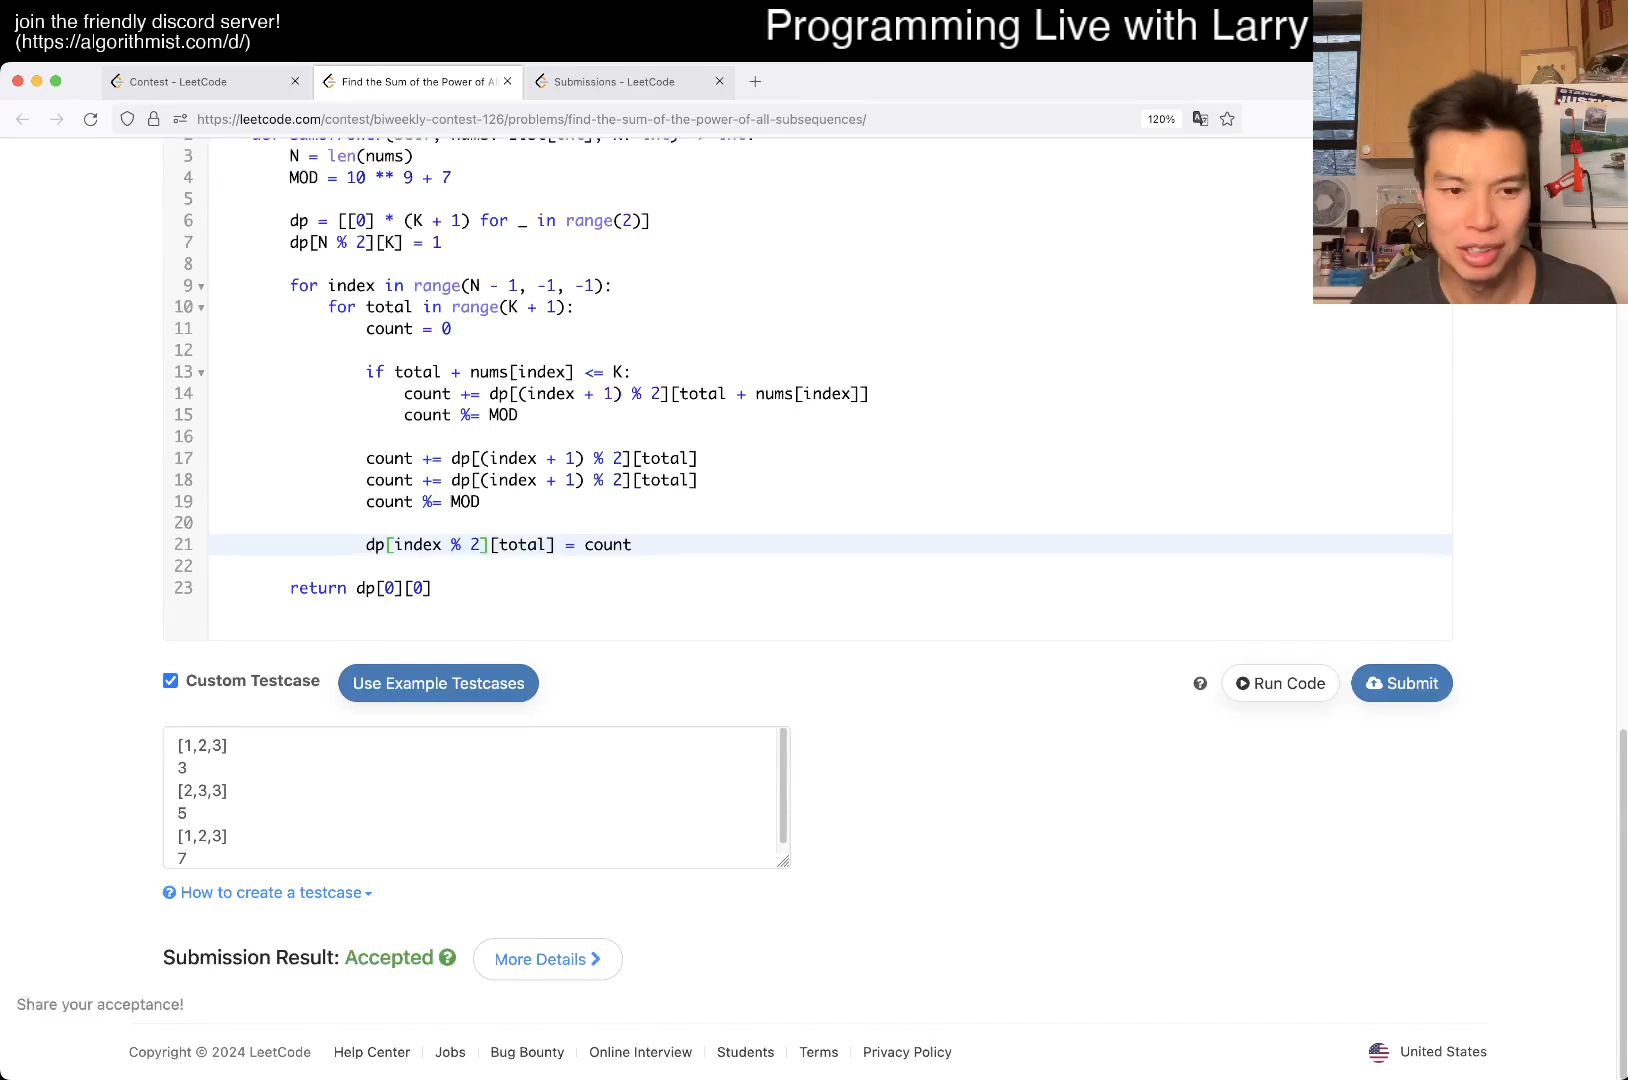 join the friendly discord server!
(https://algorithmist.com/d/)
Programming Live with Larry
Contest - LeetCode
Find the Sum of the Power of Al
Submissions - LeetCode
https://leetcode.com/contest/biweekly-contest-126/problems/find-the-sum-of-the-power-of-all-subsequences/
120%
3 N = len(nums)
4 MOD = 10 ** 9 + 7
5
6 dp = [[0] * (K + 1) for _ in range(2)]
7 dp[N % 2][K] = 1
8
9 for index in range(N - 1, -1, -1):
10 for total in range(K + 1):
11 count = 0
12
13 if total + nums[index] <= K:
14 count += dp[(index + 1) % 2][total + nums[index]]
15 count %= MOD
16
17 count += dp[(index + 1) % 2][total]
18 count += dp[(index + 1) % 2][total]
19 count %= MOD
20
21 dp[index % 2][total] = count
22
23 return dp[0][0]
Custom Testcase
Use Example Testcases
Run Code
Submit
[1,2,3]
3
[2,3,3]
5
[1,2,3]
7
How to create a testcase
Submission Result: Accepted
More Details
Share your acceptance!
Copyright © 2024 LeetCode
Help Center
Jobs
Bug Bounty
Online Interview
Students
Terms
Privacy Policy
United States